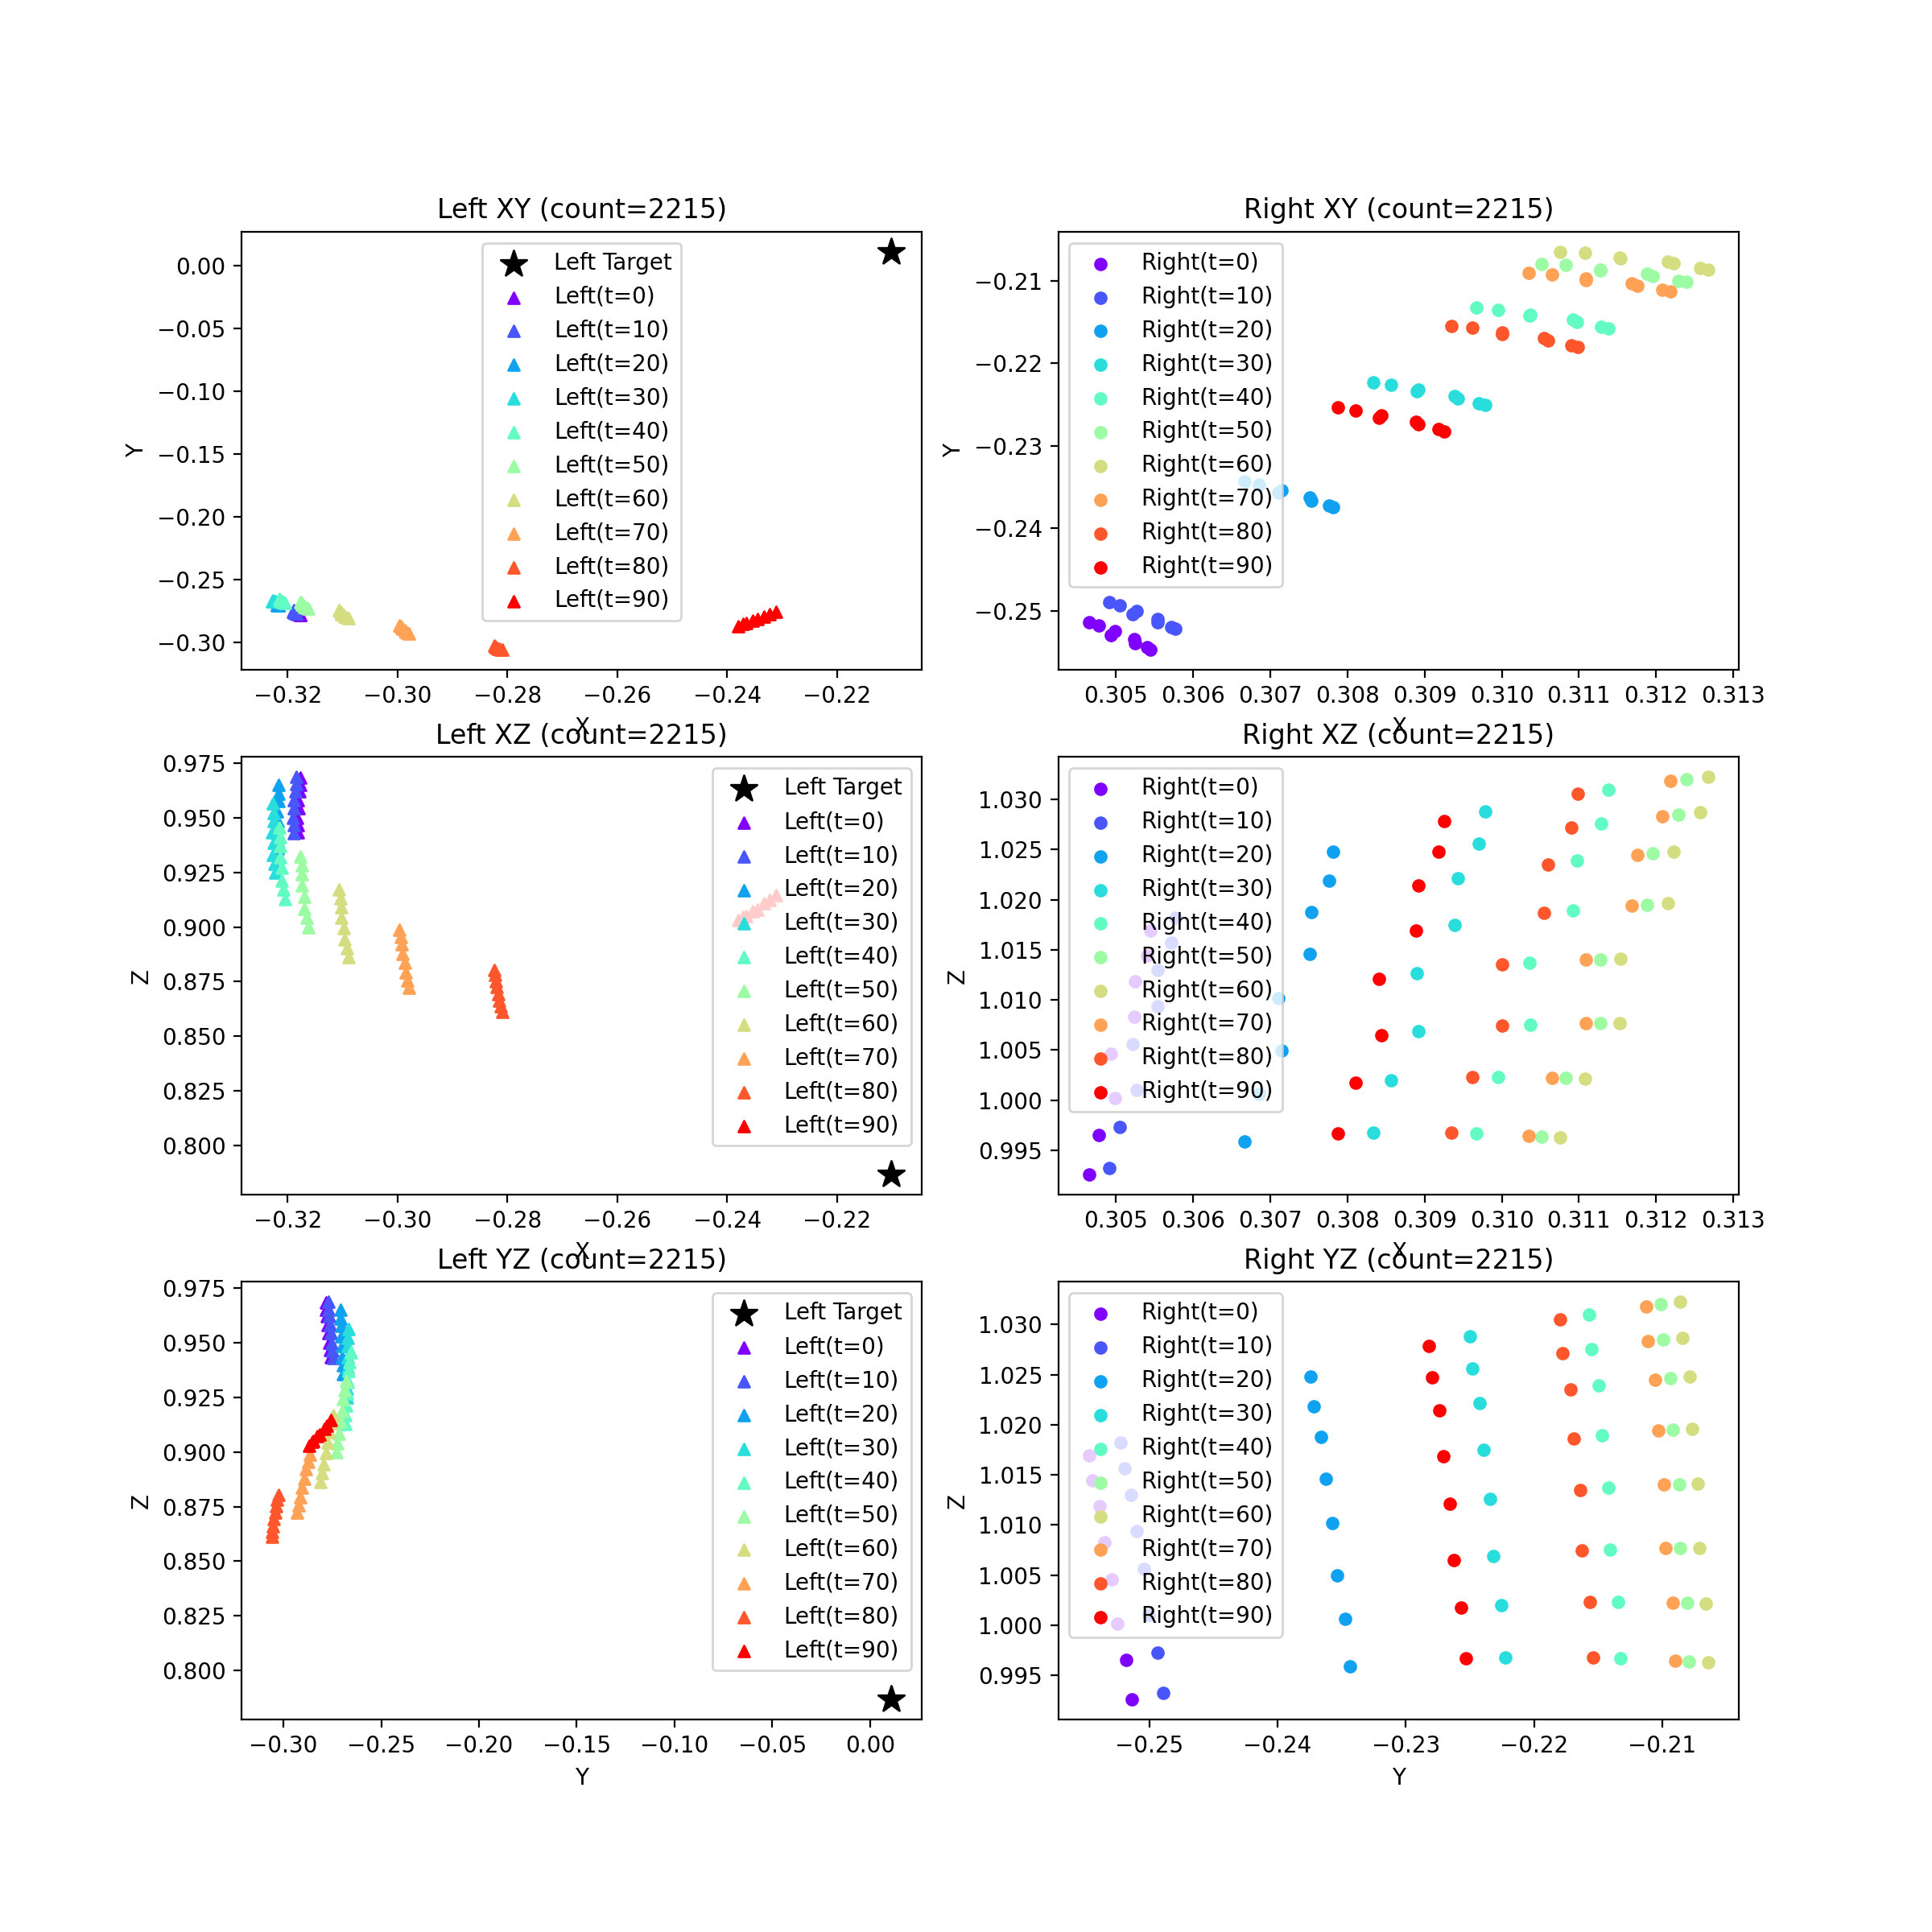 Left XY (count=2215)
0.00
−0.05
−0.10
−0.15
−0.20
−0.25
−0.30
Y
Left Target
Left(t=0)
Left(t=10)
Left(t=20)
Left(t=30)
Left(t=40)
Left(t=50)
Left(t=60)
Left(t=70)
Left(t=80)
Left(t=90)
−0.32 −0.30 −0.28 −0.26 −0.24 −0.22
X
Right XY (count=2215)
−0.21
−0.22
−0.23
−0.24
−0.25
Y
Right(t=0)
Right(t=10)
Right(t=20)
Right(t=30)
Right(t=40)
Right(t=50)
Right(t=60)
Right(t=70)
Right(t=80)
Right(t=90)
0.305 0.306 0.307 0.308 0.309 0.310 0.311 0.312 0.313
X
Left XZ (count=2215)
0.975
0.950
0.925
0.900
0.875
0.850
0.825
0.800
Z
Left Target
Left(t=0)
Left(t=10)
Left(t=20)
Left(t=30)
Left(t=40)
Left(t=50)
Left(t=60)
Left(t=70)
Left(t=80)
Left(t=90)
−0.32 −0.30 −0.28 −0.26 −0.24 −0.22
X
Right XZ (count=2215)
1.030
1.025
1.020
1.015
1.010
1.005
1.000
0.995
Z
Right(t=0)
Right(t=10)
Right(t=20)
Right(t=30)
Right(t=40)
Right(t=50)
Right(t=60)
Right(t=70)
Right(t=80)
Right(t=90)
0.305 0.306 0.307 0.308 0.309 0.310 0.311 0.312 0.313
X
Left YZ (count=2215)
0.975
0.950
0.925
0.900
0.875
0.850
0.825
0.800
Z
Left Target
Left(t=0)
Left(t=10)
Left(t=20)
Left(t=30)
Left(t=40)
Left(t=50)
Left(t=60)
Left(t=70)
Left(t=80)
Left(t=90)
−0.30 −0.25 −0.20 −0.15 −0.10 −0.05 0.00
Y
Right YZ (count=2215)
1.030
1.025
1.020
1.015
1.010
1.005
1.000
0.995
Z
Right(t=0)
Right(t=10)
Right(t=20)
Right(t=30)
Right(t=40)
Right(t=50)
Right(t=60)
Right(t=70)
Right(t=80)
Right(t=90)
−0.25 −0.24 −0.23 −0.22 −0.21
Y